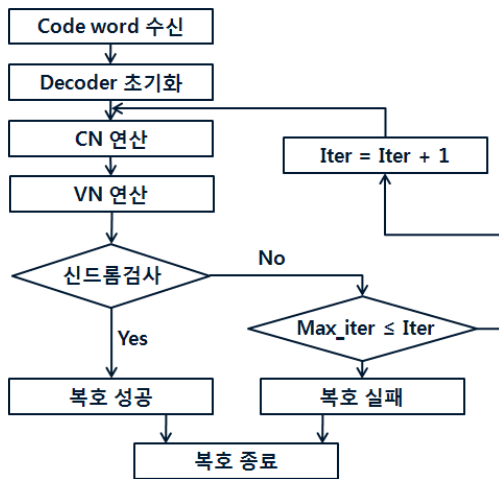 Code word 수신
Decoder 초기화
CN 연산
Iter = Iter + 1
VN 연산
신드롬검사
No
Yes
Max_iter ≤ Iter
복호 성공
복호 실패
복호 종료